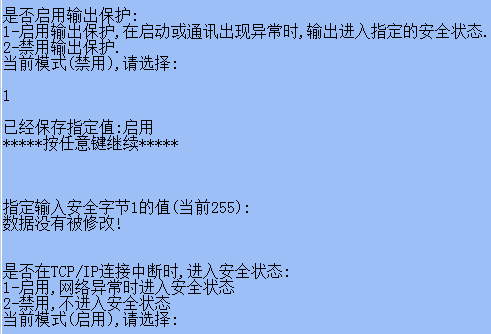 是否启用输出保护:
1-启用输出保护,在启动或通讯出现异常时,输出进入指定的安全状态.
2-禁用输出保护.
当前模式(禁用),请选择:
1
已经保存指定值:启用
*****按任意键继续*****
指定输入安全字节1的值(当前255):
数据没有被修改!
是否在TCP/IP连接中断时,进入安全状态:
1-启用,网络异常时进入安全状态
2-禁用,不进入安全状态
当前模式(启用),请选择: